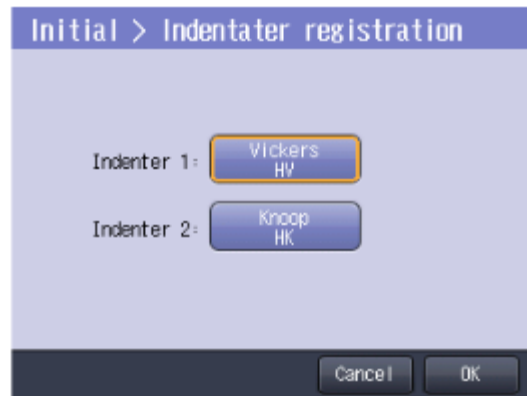 Initial > Indentater registration
Indenter 1: Vickers
HV
Indenter 2: Knoop
HK
Cancel OK